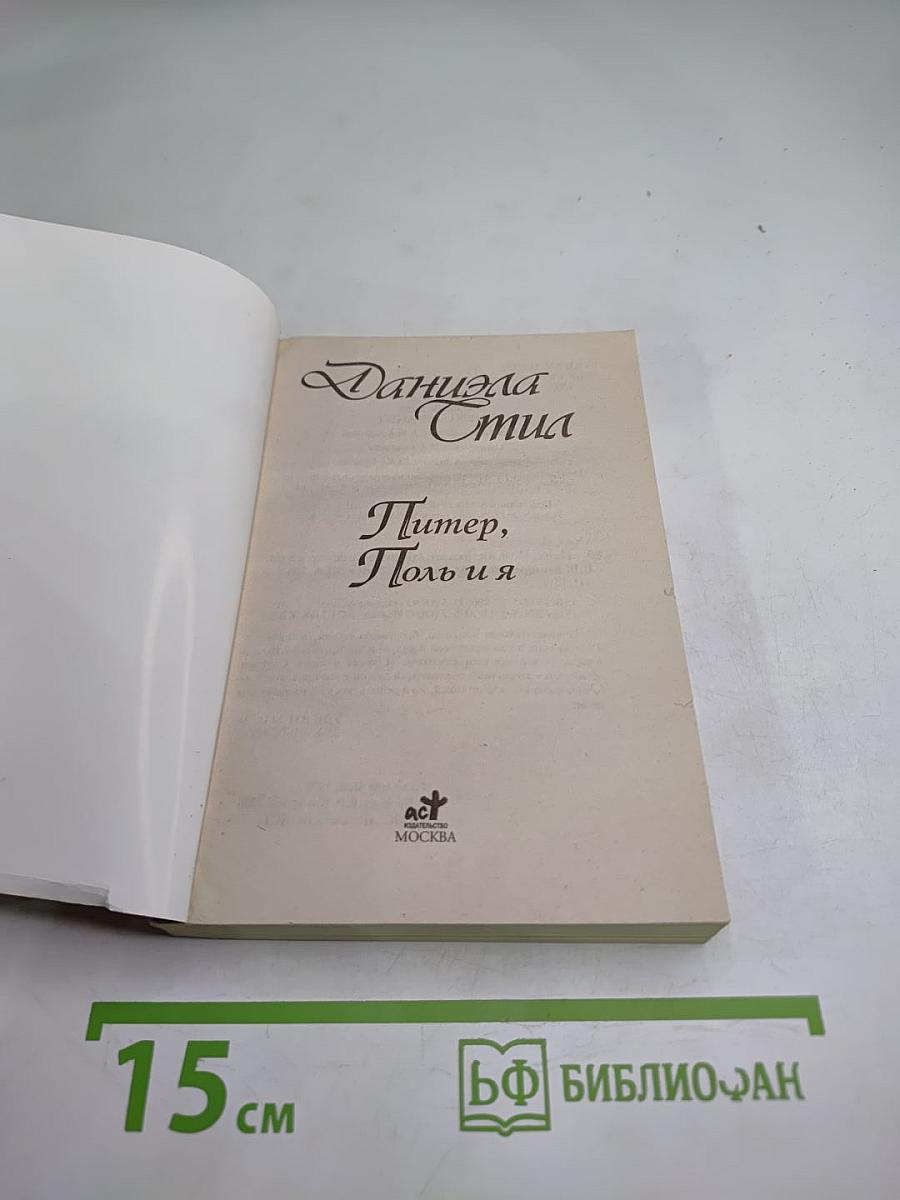 Даниэла
Стил
Питер,
Поль и я
аст
ИЗДАТЕЛЬСТВО
МОСКВА
15 см
БФ БИБЛИОФАН